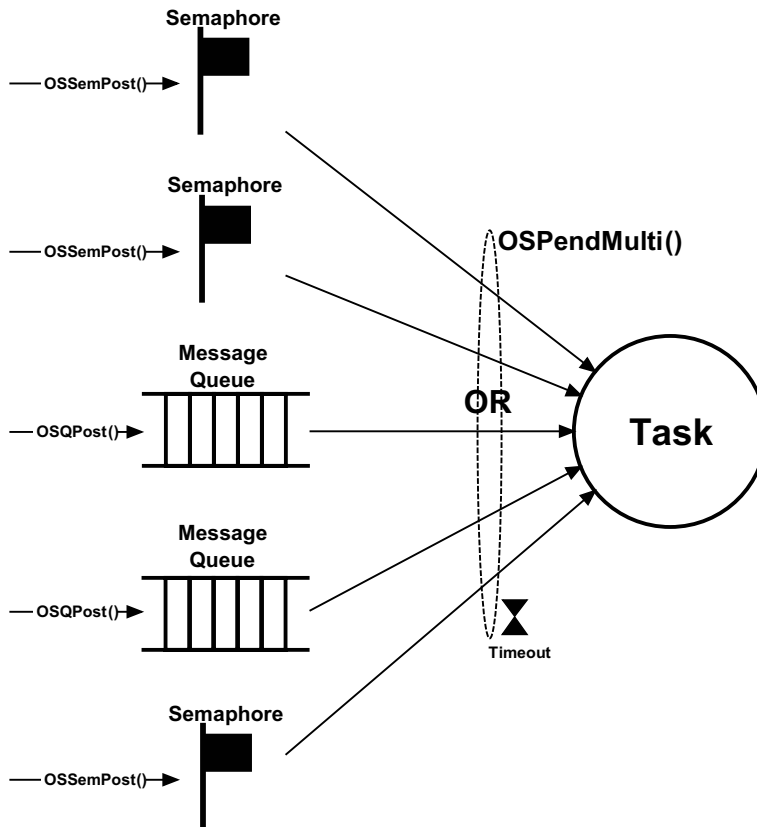 Semaphore
OSSemPost()
Semaphore
OSSemPost()
OSPendMulti()
Message
Queue
OSQPost()
OR
Task
Message
Queue
OSQPost()
Timeout
Semaphore
OSSemPost()